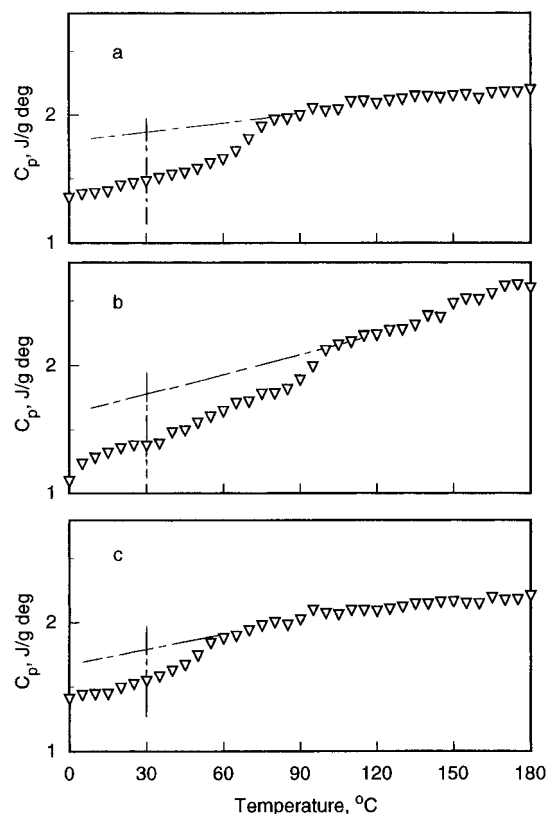 a
2
1
C_p, J/g deg
b
2
1
C_p, J/g deg
c
2
1
C_p, J/g deg
0 30 60 90 120 150 180
Temperature, °C